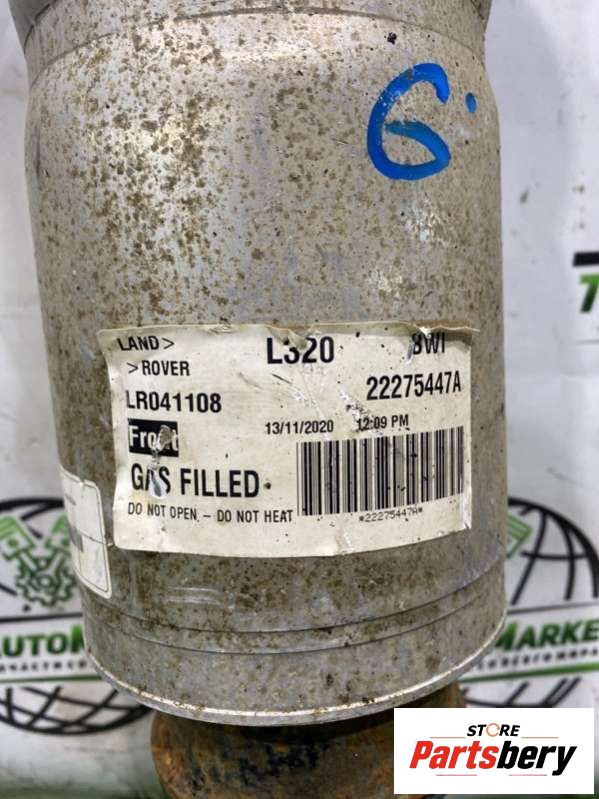 6.
LAND> L320 BWI
>ROVER
LR041108 22275447A
Front 13/11/2020 12:09 PM
GAS FILLED
DO NOT OPEN - DO NOT HEAT *22275447A*
MARKE
STORE
Partsbery